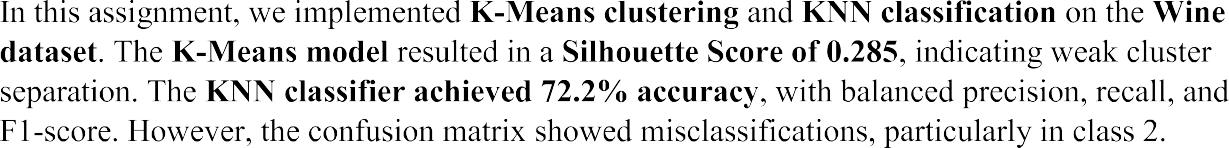 In this assignment, we implemented K-Means clustering and KNN classification on the Wine
dataset. The K-Means model resulted in a Silhouette Score of 0.285, indicating weak cluster
separation. The KNN classifier achieved 72.2% accuracy, with balanced precision, recall, and
F1-score. However, the confusion matrix showed misclassifications, particularly in class 2.